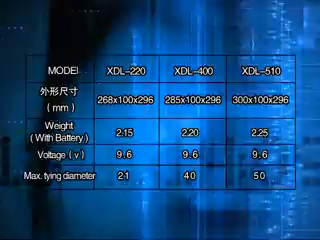 MODEl XDL-220 XDL-400 XDL-510
外形尺寸
(mm) 268x100x296 285x100x296 300x100x296
Weight
(With Battery) 2.15 2.20 2.25
Voltage(v) 9.6 9.6 9.6
Max. tying diameter 21 40 50